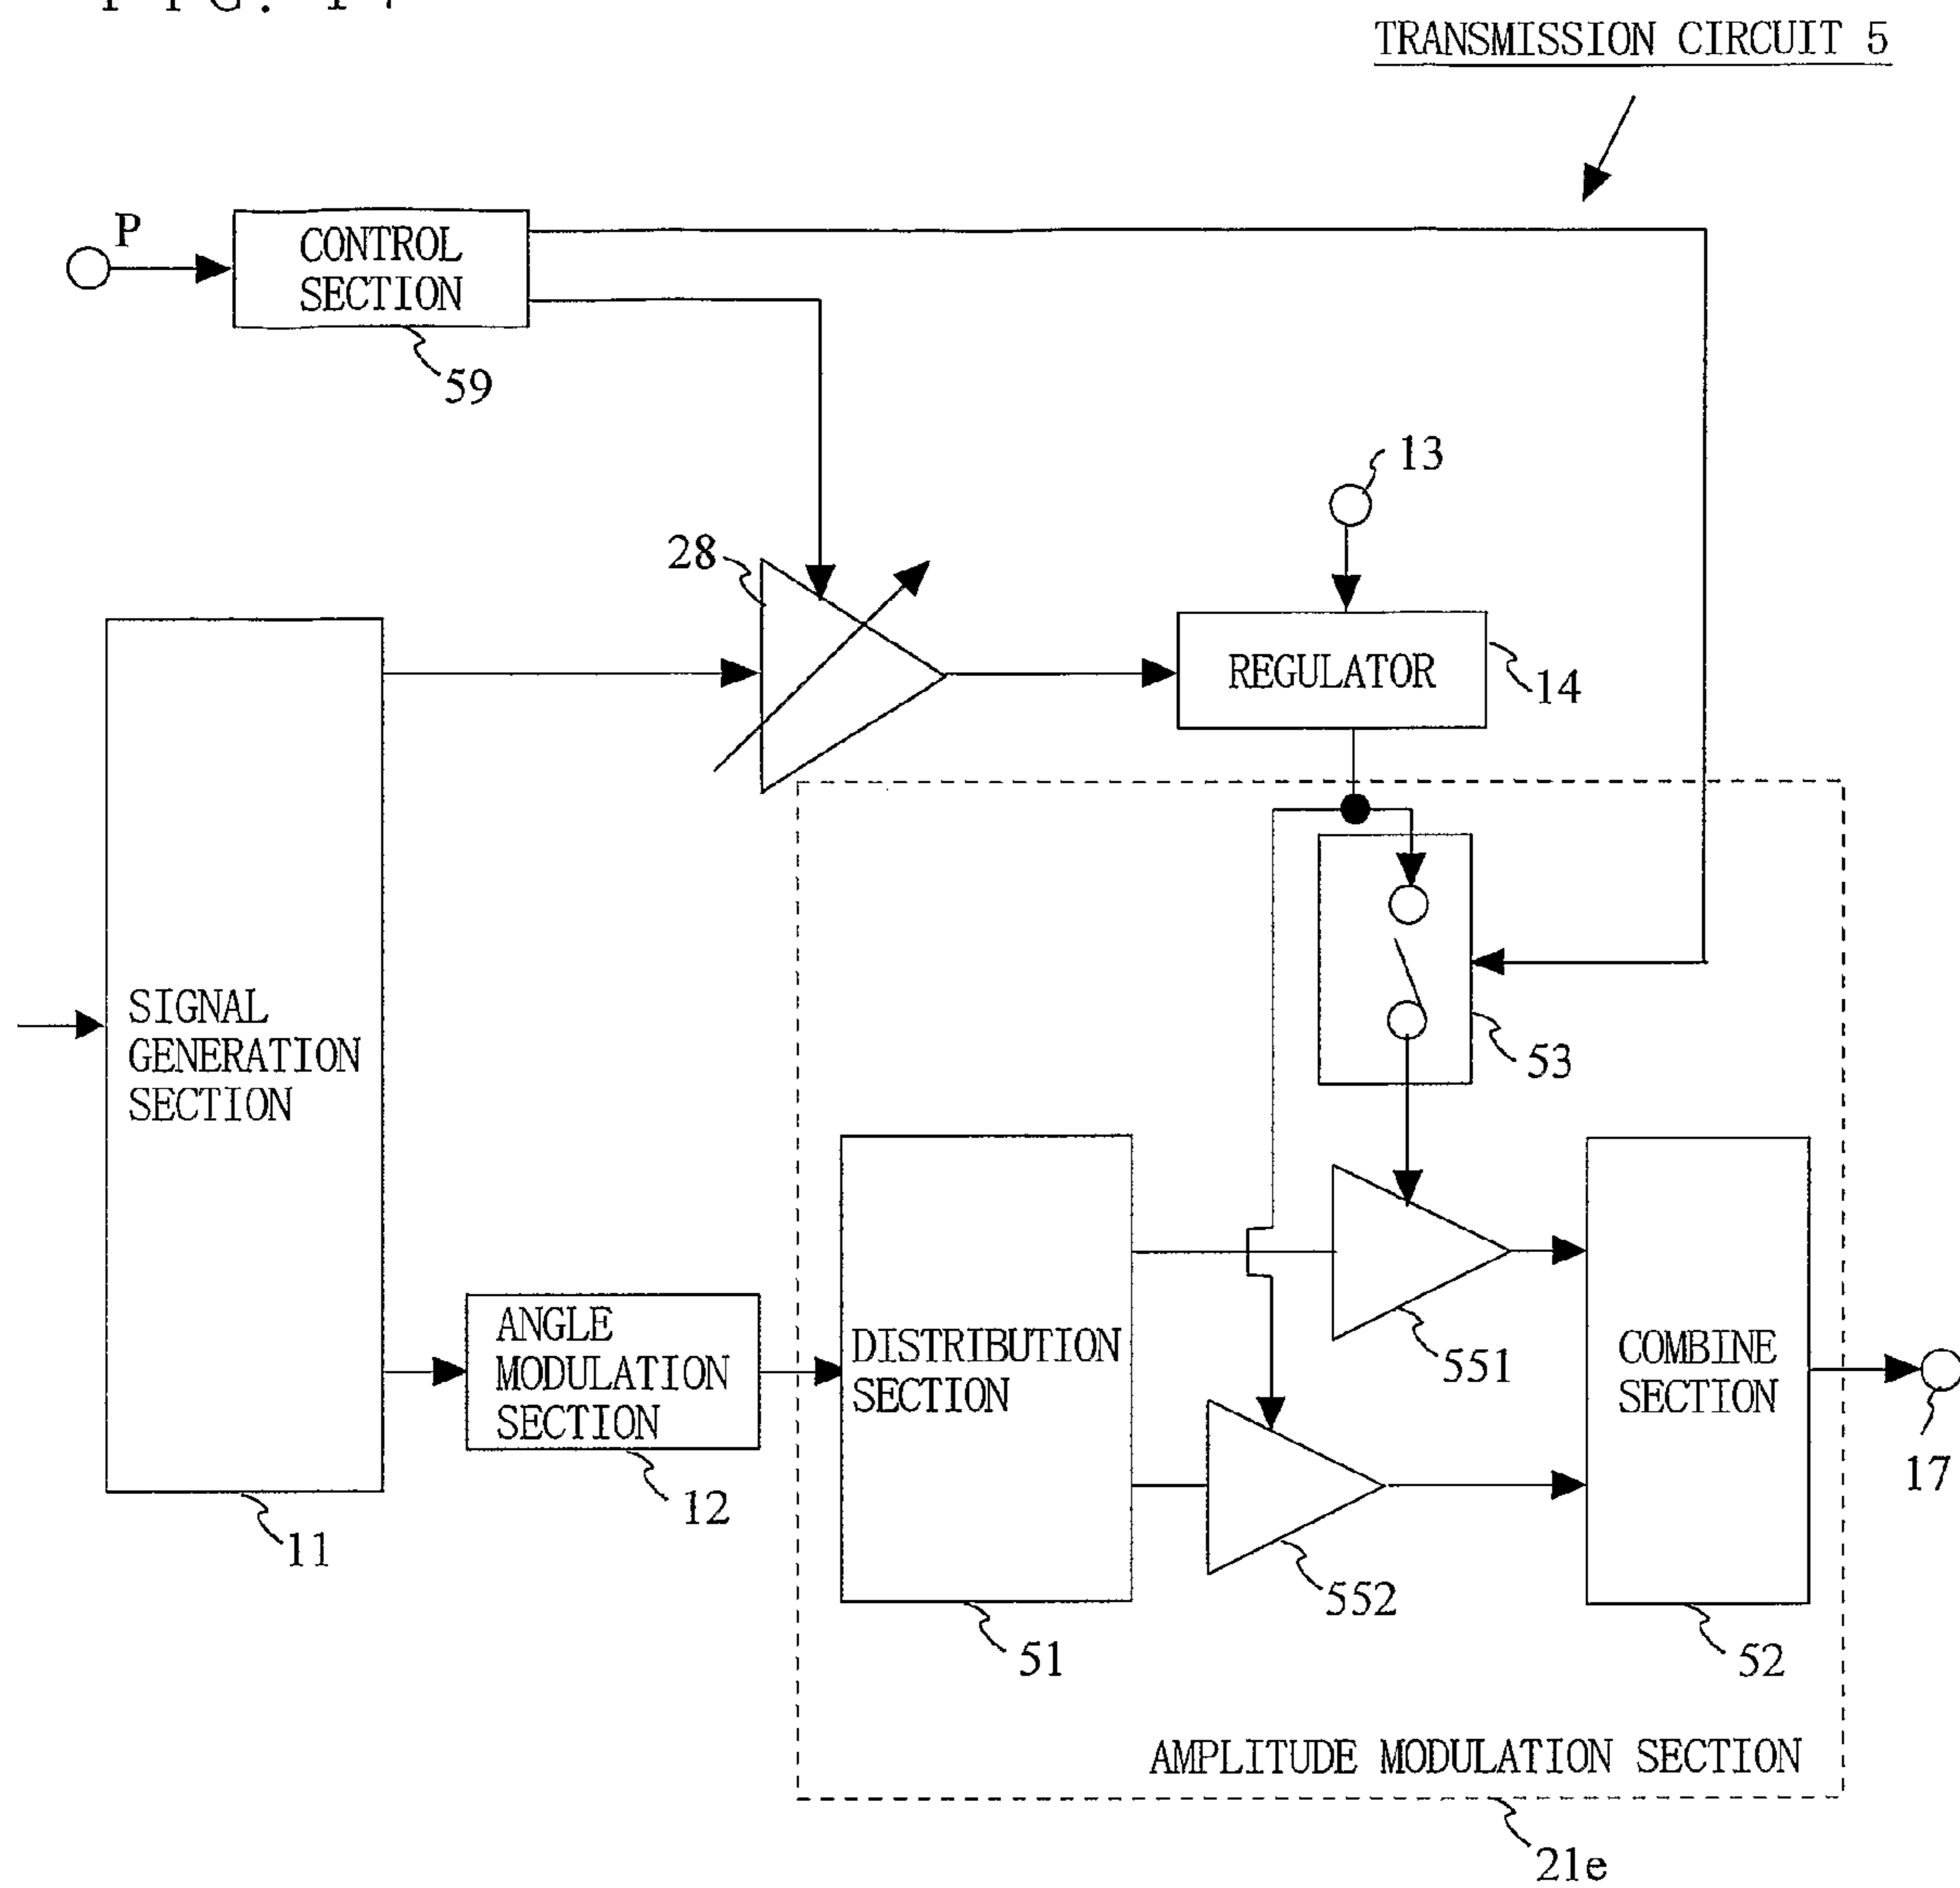 TRANSMISSION CIRCUIT 5
P
CONTROL
SECTION
59
13
28
REGULATOR
14
SIGNAL
GENERATION
SECTION
53
ANGLE
MODULATION
SECTION
DISTRIBUTION
SECTION
551
COMBINE
SECTION
17
12
11
552
51
52
AMPLITUDE MODULATION SECTION
21e